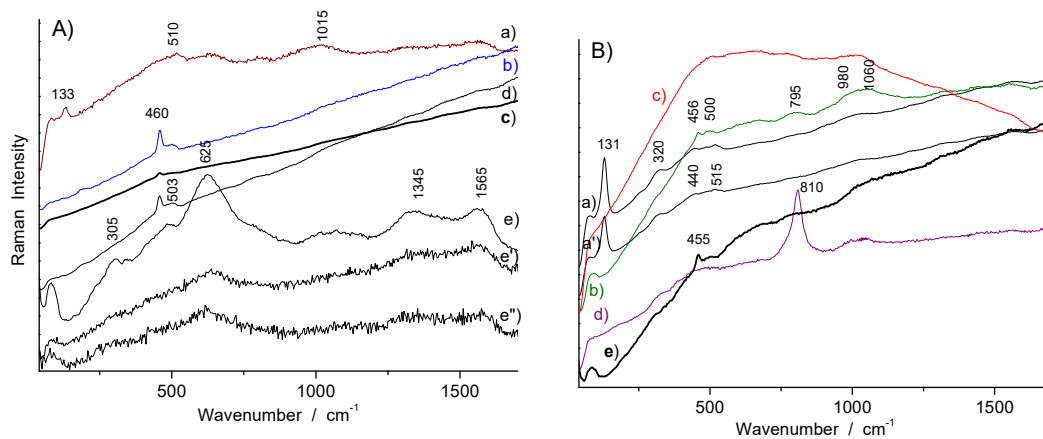 A)
510
1015
a)
133
b)
460
d)
c)
625
503
305
1345
1565
e)
e')
e")
Raman Intensity
500
1000
1500
Wavenumber / cm-1
B)
c)
980
1060
795
456
500
131
320
440
515
810
a)
a')
455
b)
d)
e)
500
1000
1500
Wavenumber / cm-1